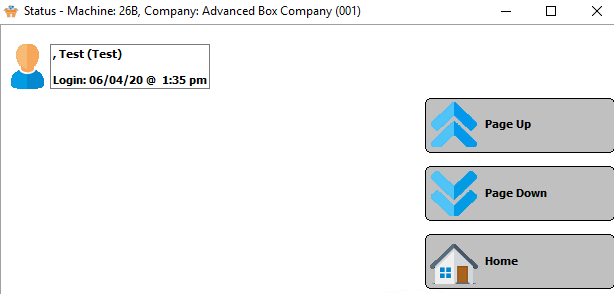 Status - Machine: 26B, Company: Advanced Box Company (001)
, Test (Test)
Login: 06/04/20 @ 1:35 pm
Page Up
Page Down
Home